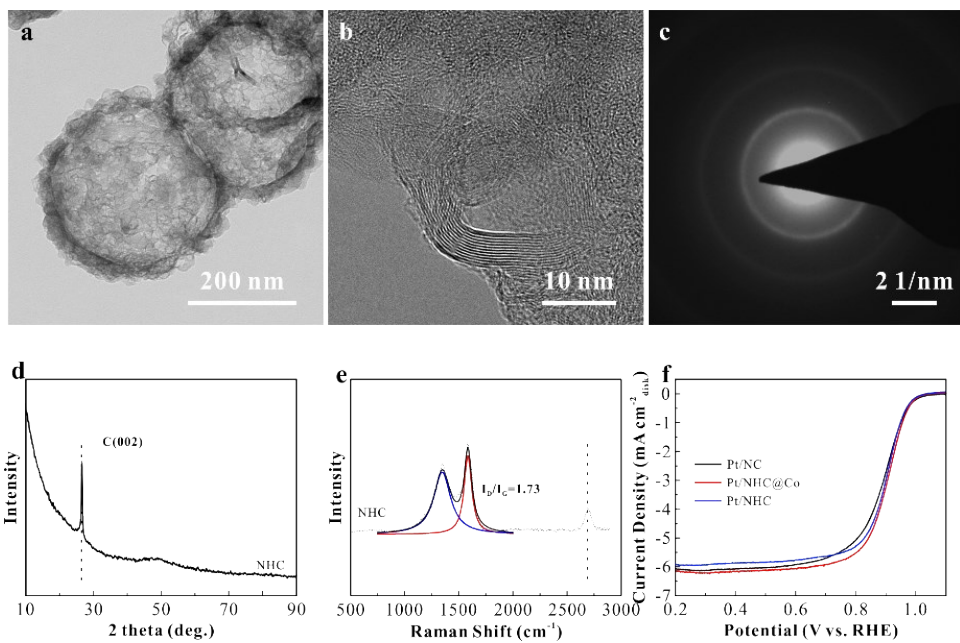 a
200 nm
b
10 nm
c
2 1/nm
d
C(002)
NHC
Intensity
10 30 50 70 90
2 theta (deg.)
e
I_D/I_G=1.73
NHC
Intensity
500 1000 1500 2000 2500 3000
Raman Shift (cm⁻¹)
f
Pt/NC
Pt/NHC@Co
Pt/NHC
Current Density (mA cm⁻²disk)
0
-1
-2
-3
-4
-5
-6
-7
0.2 0.4 0.6 0.8 1.0
Potential (V vs. RHE)